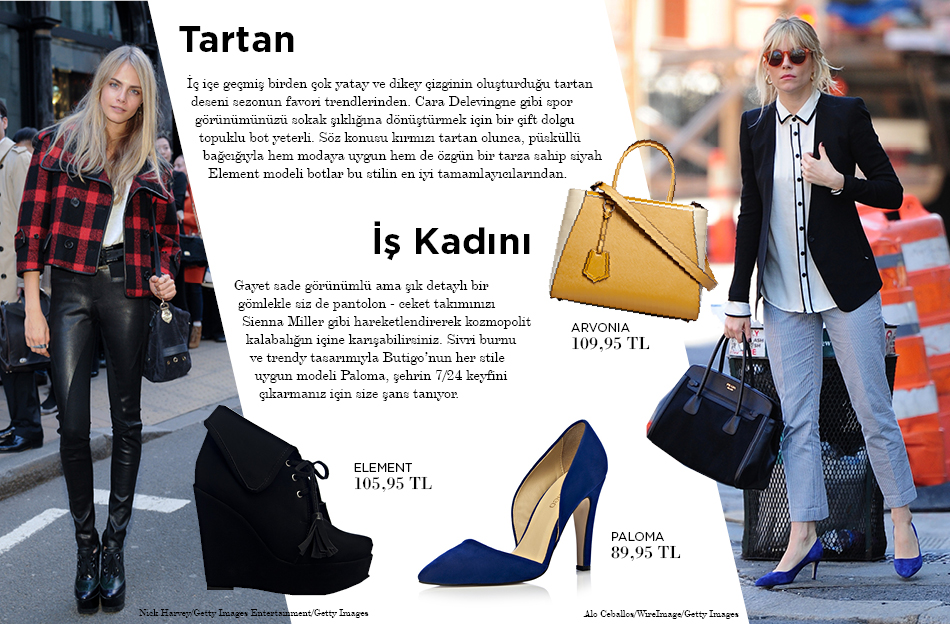 Tartan
İç içe geçmiş birden çok yatay ve dikey çizginin oluşturduğu tartan
deseni sezonun favori trendlerinden. Cara Delevingne gibi spor
görünümünüzü sokak şıklığına dönüştürmek için bir çift dolgu
topuklu bot yeterli. Söz konusu kırmızı tartan olunca, püsküllü
bağcığıyla hem modaya uygun hem de özgün bir tarza sahip siyah
Element modeli botlar bu stilin en iyi tamamlayıcılarından.
İş Kadını
Gayet sade görünümlü ama şık detaylı bir
gömlekle siz de pantolon - ceket takımınızı
Sienna Miller gibi hareketlendirerek kozmopolit
kalabalığın içine karışabilirsiniz. Sivri burnu
ve trendy tasarımıyla Butigo'nun her stile
uygun modeli Paloma, şehrin 7/24 keyfini
çıkarmanız için size şans tanıyor.
ARVONIA
109,95 TL
ELEMENT
105,95 TL
PALOMA
89,95 TL
Nick Harvey/Getty Images Entertainment/Getty Images
Alo Ceballos/WireImage/Getty Images